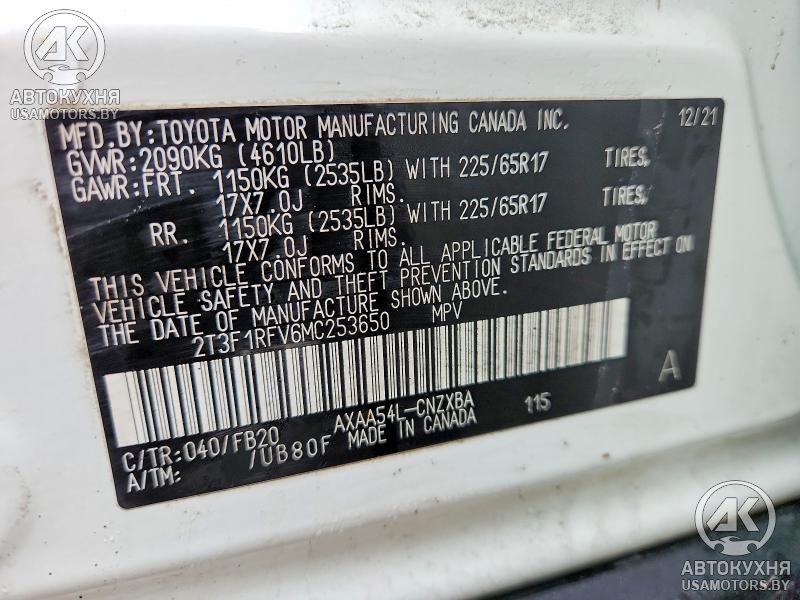 АК
АВТОКУХНЯ
USAMOTORS.BY
MFD.BY:TOYOTA MOTOR MANUFACTURING CANADA INC. 12/21
GVWR:2090KG (4610LB)
GAWR:FRT. 1150KG (2535LB) WITH 225/65R17 TIRES,
17X7.0J RIMS.
RR. 1150KG (2535LB) WITH 225/65R17 TIRES,
17X7.0J RIMS.
THIS VEHICLE CONFORMS TO ALL APPLICABLE FEDERAL MOTOR
VEHICLE SAFETY AND THEFT PREVENTION STANDARDS IN EFFECT ON
THE DATE OF MANUFACTURE SHOWN ABOVE.
2T3F1RFV6MC253650 MPV
A
AXAA54L-CNZXBA 115
C/TR:040/FB20 MADE IN CANADA
A/TM: /UB80F
АК
АВТОКУХНЯ
USAMOTORS.BY